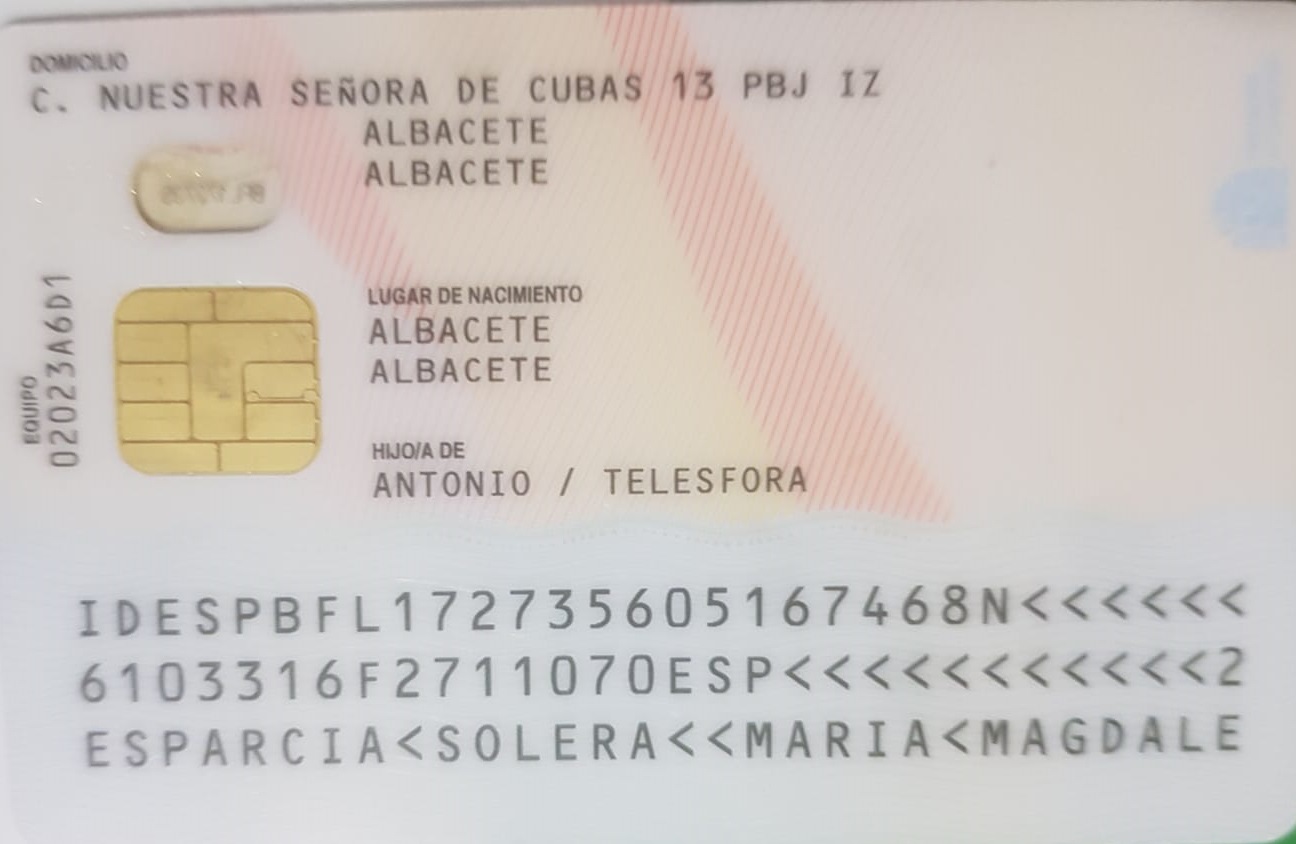 DOMICILIO
C. NUESTRA SEÑORA DE CUBAS 13 PBJ IZ
ALBACETE
ALBACETE
EQUIPO
02023A6D1
LUGAR DE NACIMIENTO
ALBACETE
ALBACETE
HIJO/A DE
ANTONIO / TELESFORA
IDESPBFL172735605167468N<<<<<<
6103316F2711070ESP<<<<<<<<<<<2
ESPARCIA<SOLERA<<MARIA<MAGDALE